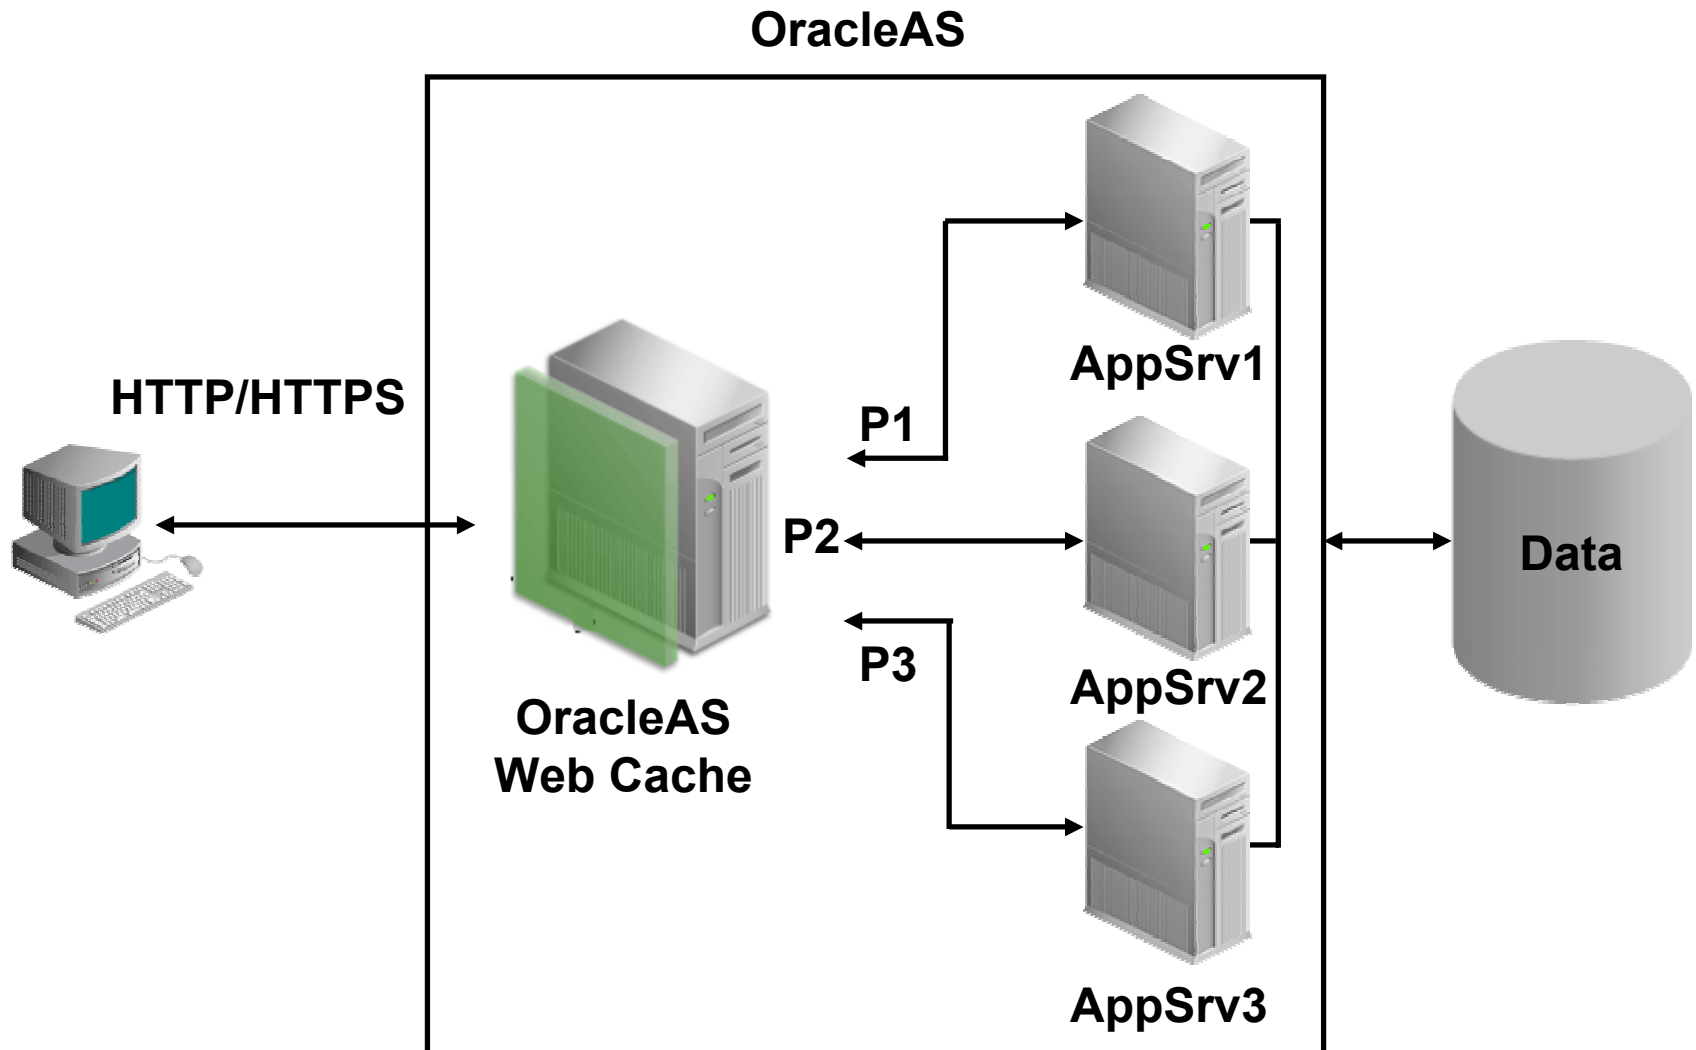 OracleAS
HTTP/HTTPS
OracleAS
Web Cache
P1
P2
P3
AppSrv1
AppSrv2
AppSrv3
Data